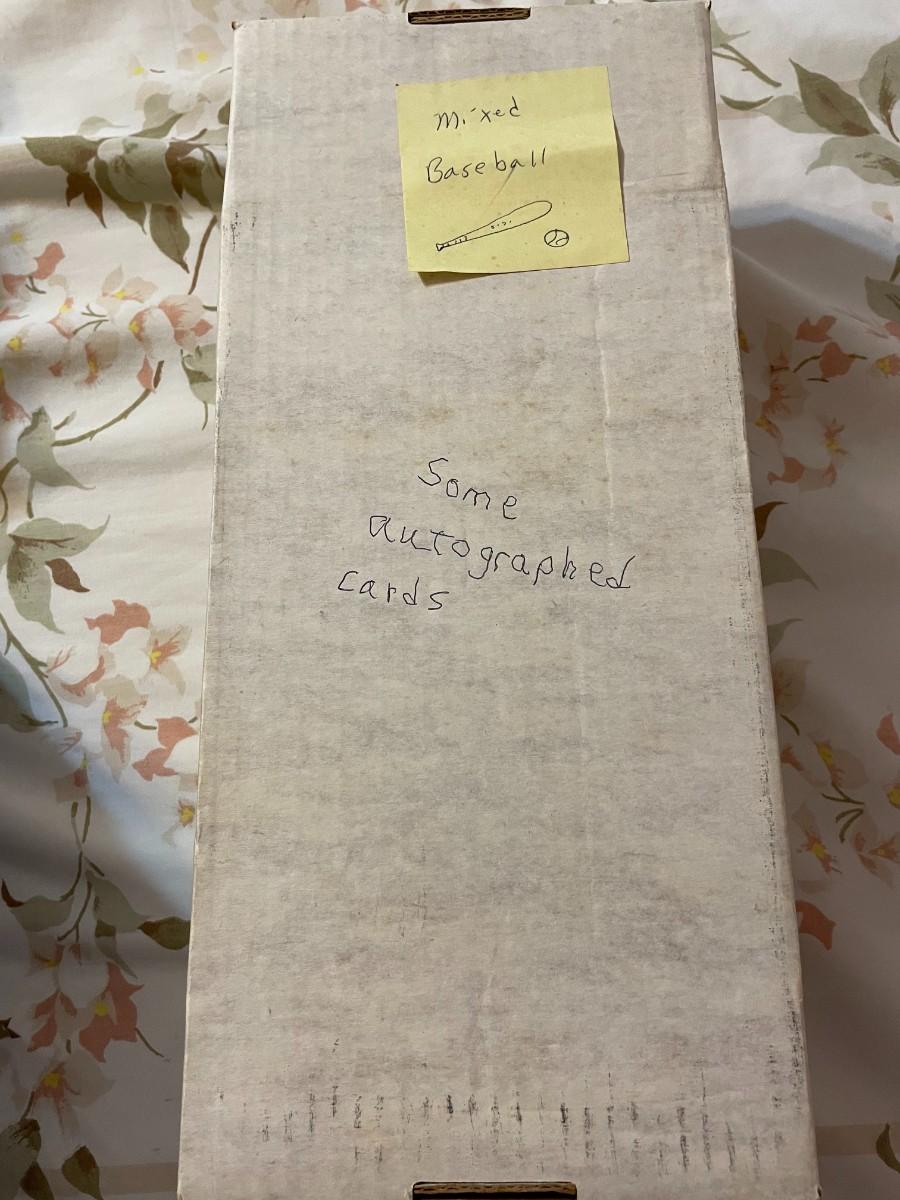 Mixed
Baseball
Some
autographed
cards